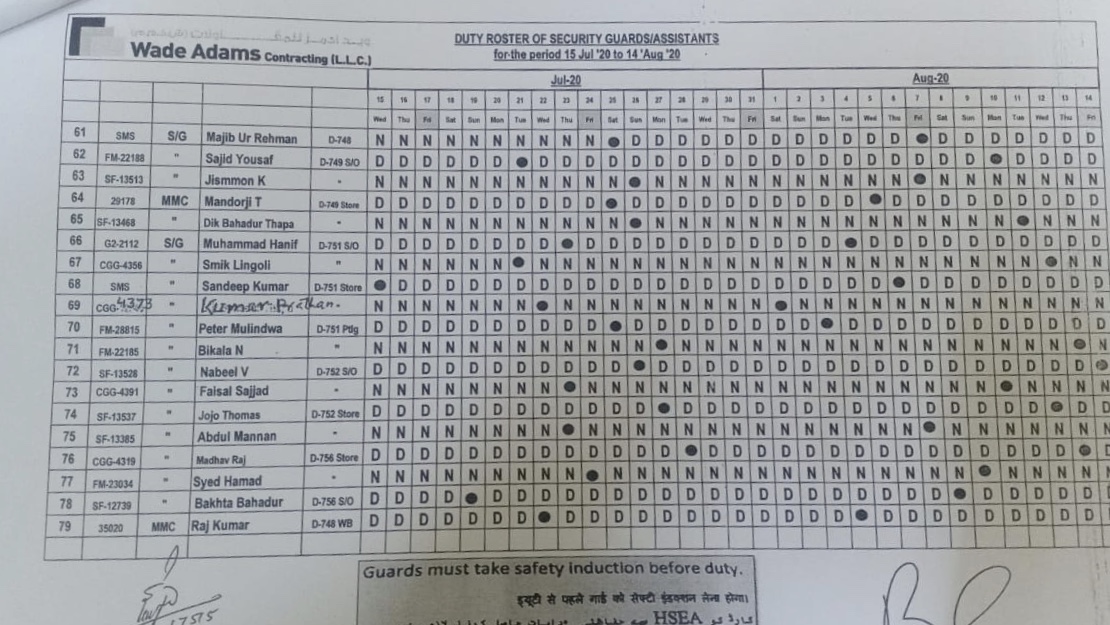 Wade Adams Contracting (L.L.C.)
DUTY ROSTER OF SECURITY GUARDS/ASSISTANTS
for the period 15 Jul '20 to 14 'Aug '20
Jul-20 Aug-20
15 16 17 18 19 20 21 22 23 24 25 26 27 28 29 30 31 1 2 3 4 5 6 7 8 9 10 11 12 13 14
Wed Thu Fri Sat Sun Mon Tue Wed Thu Fri Sat Sun Mon Tue Wed Thu Fri Sat Sun Mon Tue Wed Thu Fri Sat Sun Mon Tue Wed Thu Fri
61 SMS S/G Majib Ur Rehman D-748 N N N N N N N N N N ● D D D D D D D D D D D D ● D D D D D D D
62 FM-22188 " Sajid Yousaf D-749 S/O D D D D D D ● D D D D D D D D D D D D D D D D D D D ● D D D D
63 SF-13513 " Jismmon K " N N N N N N N N N N N ● N N N N N N N N N N N ● N N N N N N N
64 29178 MMC Mandorji T D-749 Store D D D D D D D D D D ● D D D D D D D D D D ● D D D D D D D D D
65 SF-13468 " Dik Bahadur Thapa " N N N N N N N N N N N ● N N N N N N N N N N N N N N N ● N N N
66 G2-2112 S/G Muhammad Hanif D-751 S/O D D D D D D D D ● D D D D D D D D D D D ● D D D D D D D D D D
67 CGG-4356 " Smik Lingoli " N N N N N N ● N N N N N N N N N N N N N N N N N N N N N ● N N
68 SMS " Sandeep Kumar D-751 Store ● D D D D D D D D D D D D D D D D D D D D D ● D D D D D D D D
69 CGG-4373 " Kumar Pradhan " N N N N N N N ● N N N N N N N N N ● N N N N N N N N N N N N N
70 FM-28815 " Peter Mulindwa D-751 Pdg D D D D D D D D D D ● D D D D D D D D ● D D D D D D D D D D D
71 FM-22185 " Bikala N " N N N N N N N N N N N N ● N N N N N N N N N N N N N N N N ● N
72 SF-13528 " Nabeel V D-752 S/O D D D D D D D D D D D ● D D D D D D D D D D D D D D D D D D ●
73 CGG-4391 " Faisal Sajjad " N N N N N N N N ● N N N N N N N N N N N N N N N N N ● N N N N
74 SF-13537 " Jojo Thomas D-752 Store D D D D D D D D D D D D ● D D D D D D D D D D D D D D D ● D D
75 SF-13385 " Abdul Mannan " N N N N N N N N ● N N N N N N N N N N N N N N ● N N N N N N N
76 CGG-4319 " Madhav Raj D-756 Store D D D D D D D D D D D D D ● D D D D D D D D D D D D D D D ● D
77 FM-23034 " Syed Hamad N N N N N N N N N ● N N N N N N N N N N N N N N N ● N N N N N
78 SF-12739 " Bakhta Bahadur D-756 S/O D D D D ● D D D D D D D D D D D D D D D D D D D ● D D D D D D
79 35020 MMC Raj Kumar D-748 WB D D D D D D D ● D D D D D D D D D D D D ● D D D D D D D D D D
Guards must take safety induction before duty.
ड्यूटी से पहले गार्ड को सेफ्टी इंडक्शन लेना होगा।
HSEA